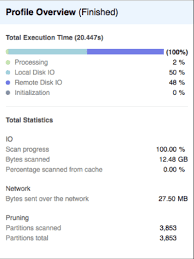 Profile Overview (Finished)
Total Execution Time (20.447s)
(100%)
Processing 2 %
Local Disk IO 50 %
Remote Disk IO 48 %
Initialization 0 %
Total Statistics
IO
Scan progress 100.00 %
Bytes scanned 12.48 GB
Percentage scanned from cache 0.00 %
Network
Bytes sent over the network 27.50 MB
Pruning
Partitions scanned 3,853
Partitions total 3,853